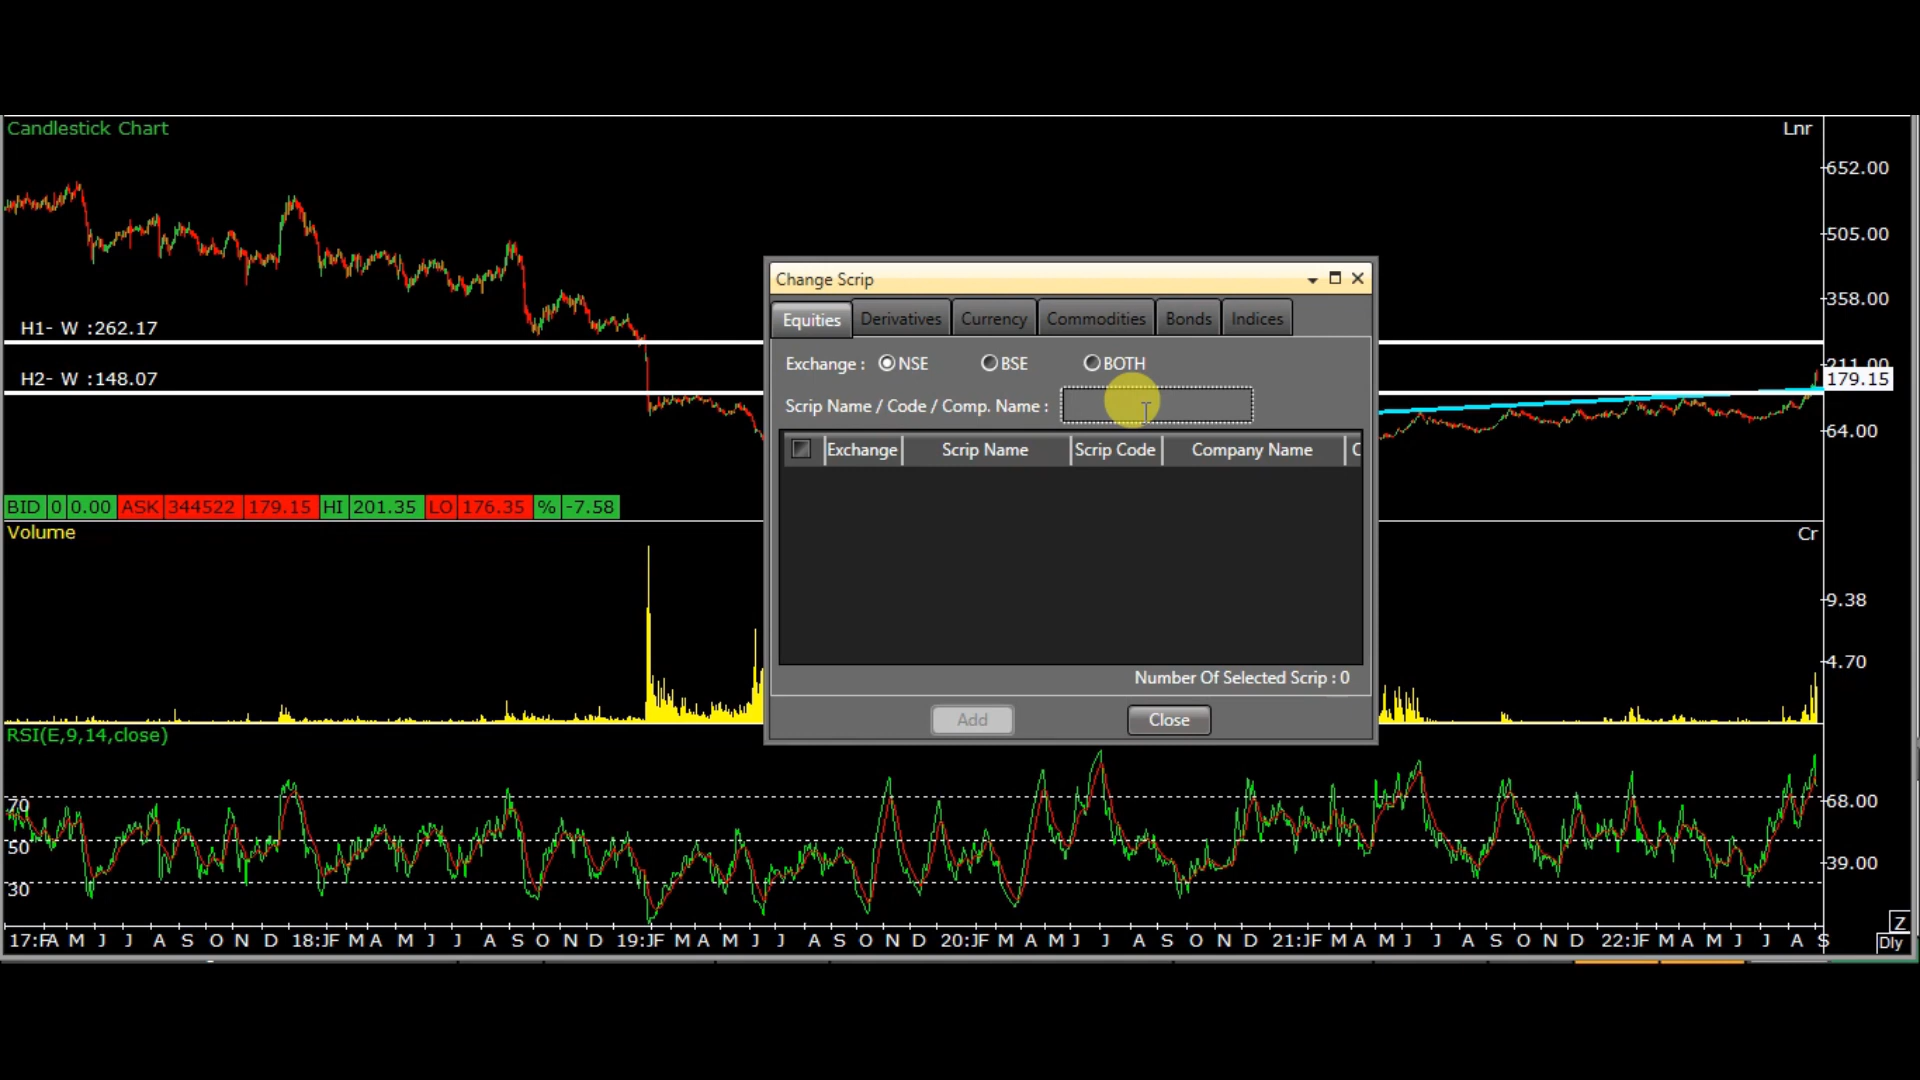 Candlestick Chart
Lnr
652.00
505.00
358.00
211.00
179.15
64.00
H1- W :262.17
H2- W :148.07
Change Scrip
Equities Derivatives Currency Commodities Bonds Indices
Exchange : NSE BSE BOTH
Scrip Name / Code / Comp. Name :
Exchange Scrip Name Scrip Code Company Name C
Number Of Selected Scrip : 0
Add Close
BID 0 0.00 ASK 344522 179.15 HI 201.35 LO 176.35 % -7.58
Volume
Cr
9.38
4.70
RSI(E,9,14,close)
70
50
30
68.00
39.00
17:FA M J J A S O N D 18:JF M A M J J A S O N D 19:JF M A M J J A S O N D 20:JF M A M J J A S O N D 21:JF M A M J J A S O N D 22:JF M A M J J A S
Z
Dly